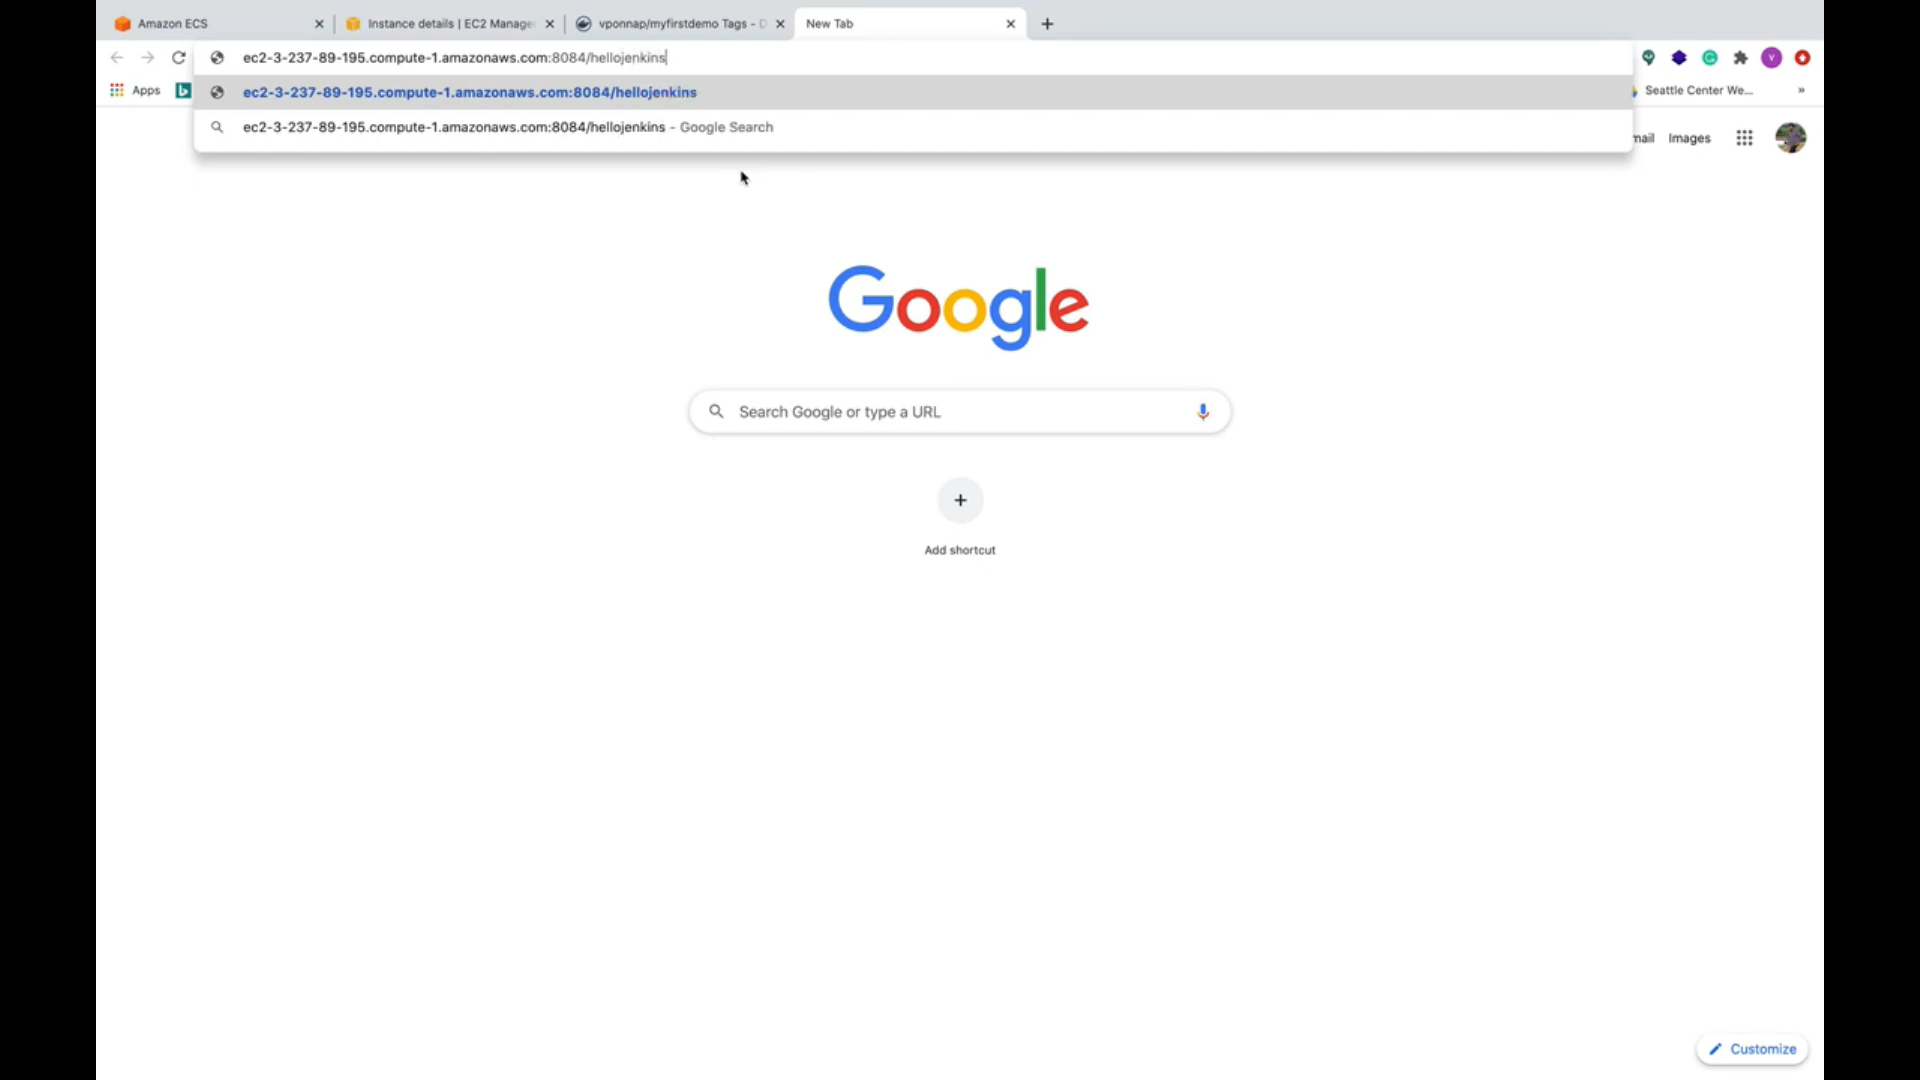 Amazon ECS
Instance details | EC2 Manage
vponnap/myfirstdemo Tags - D
New Tab
ec2-3-237-89-195.compute-1.amazonaws.com:8084/hellojenkins
V
Apps
b
ec2-3-237-89-195.compute-1.amazonaws.com:8084/hellojenkins
Seattle Center We...
»
ec2-3-237-89-195.compute-1.amazonaws.com:8084/hellojenkins - Google Search
mail
Images
Google
Search Google or type a URL
Add shortcut
Customize